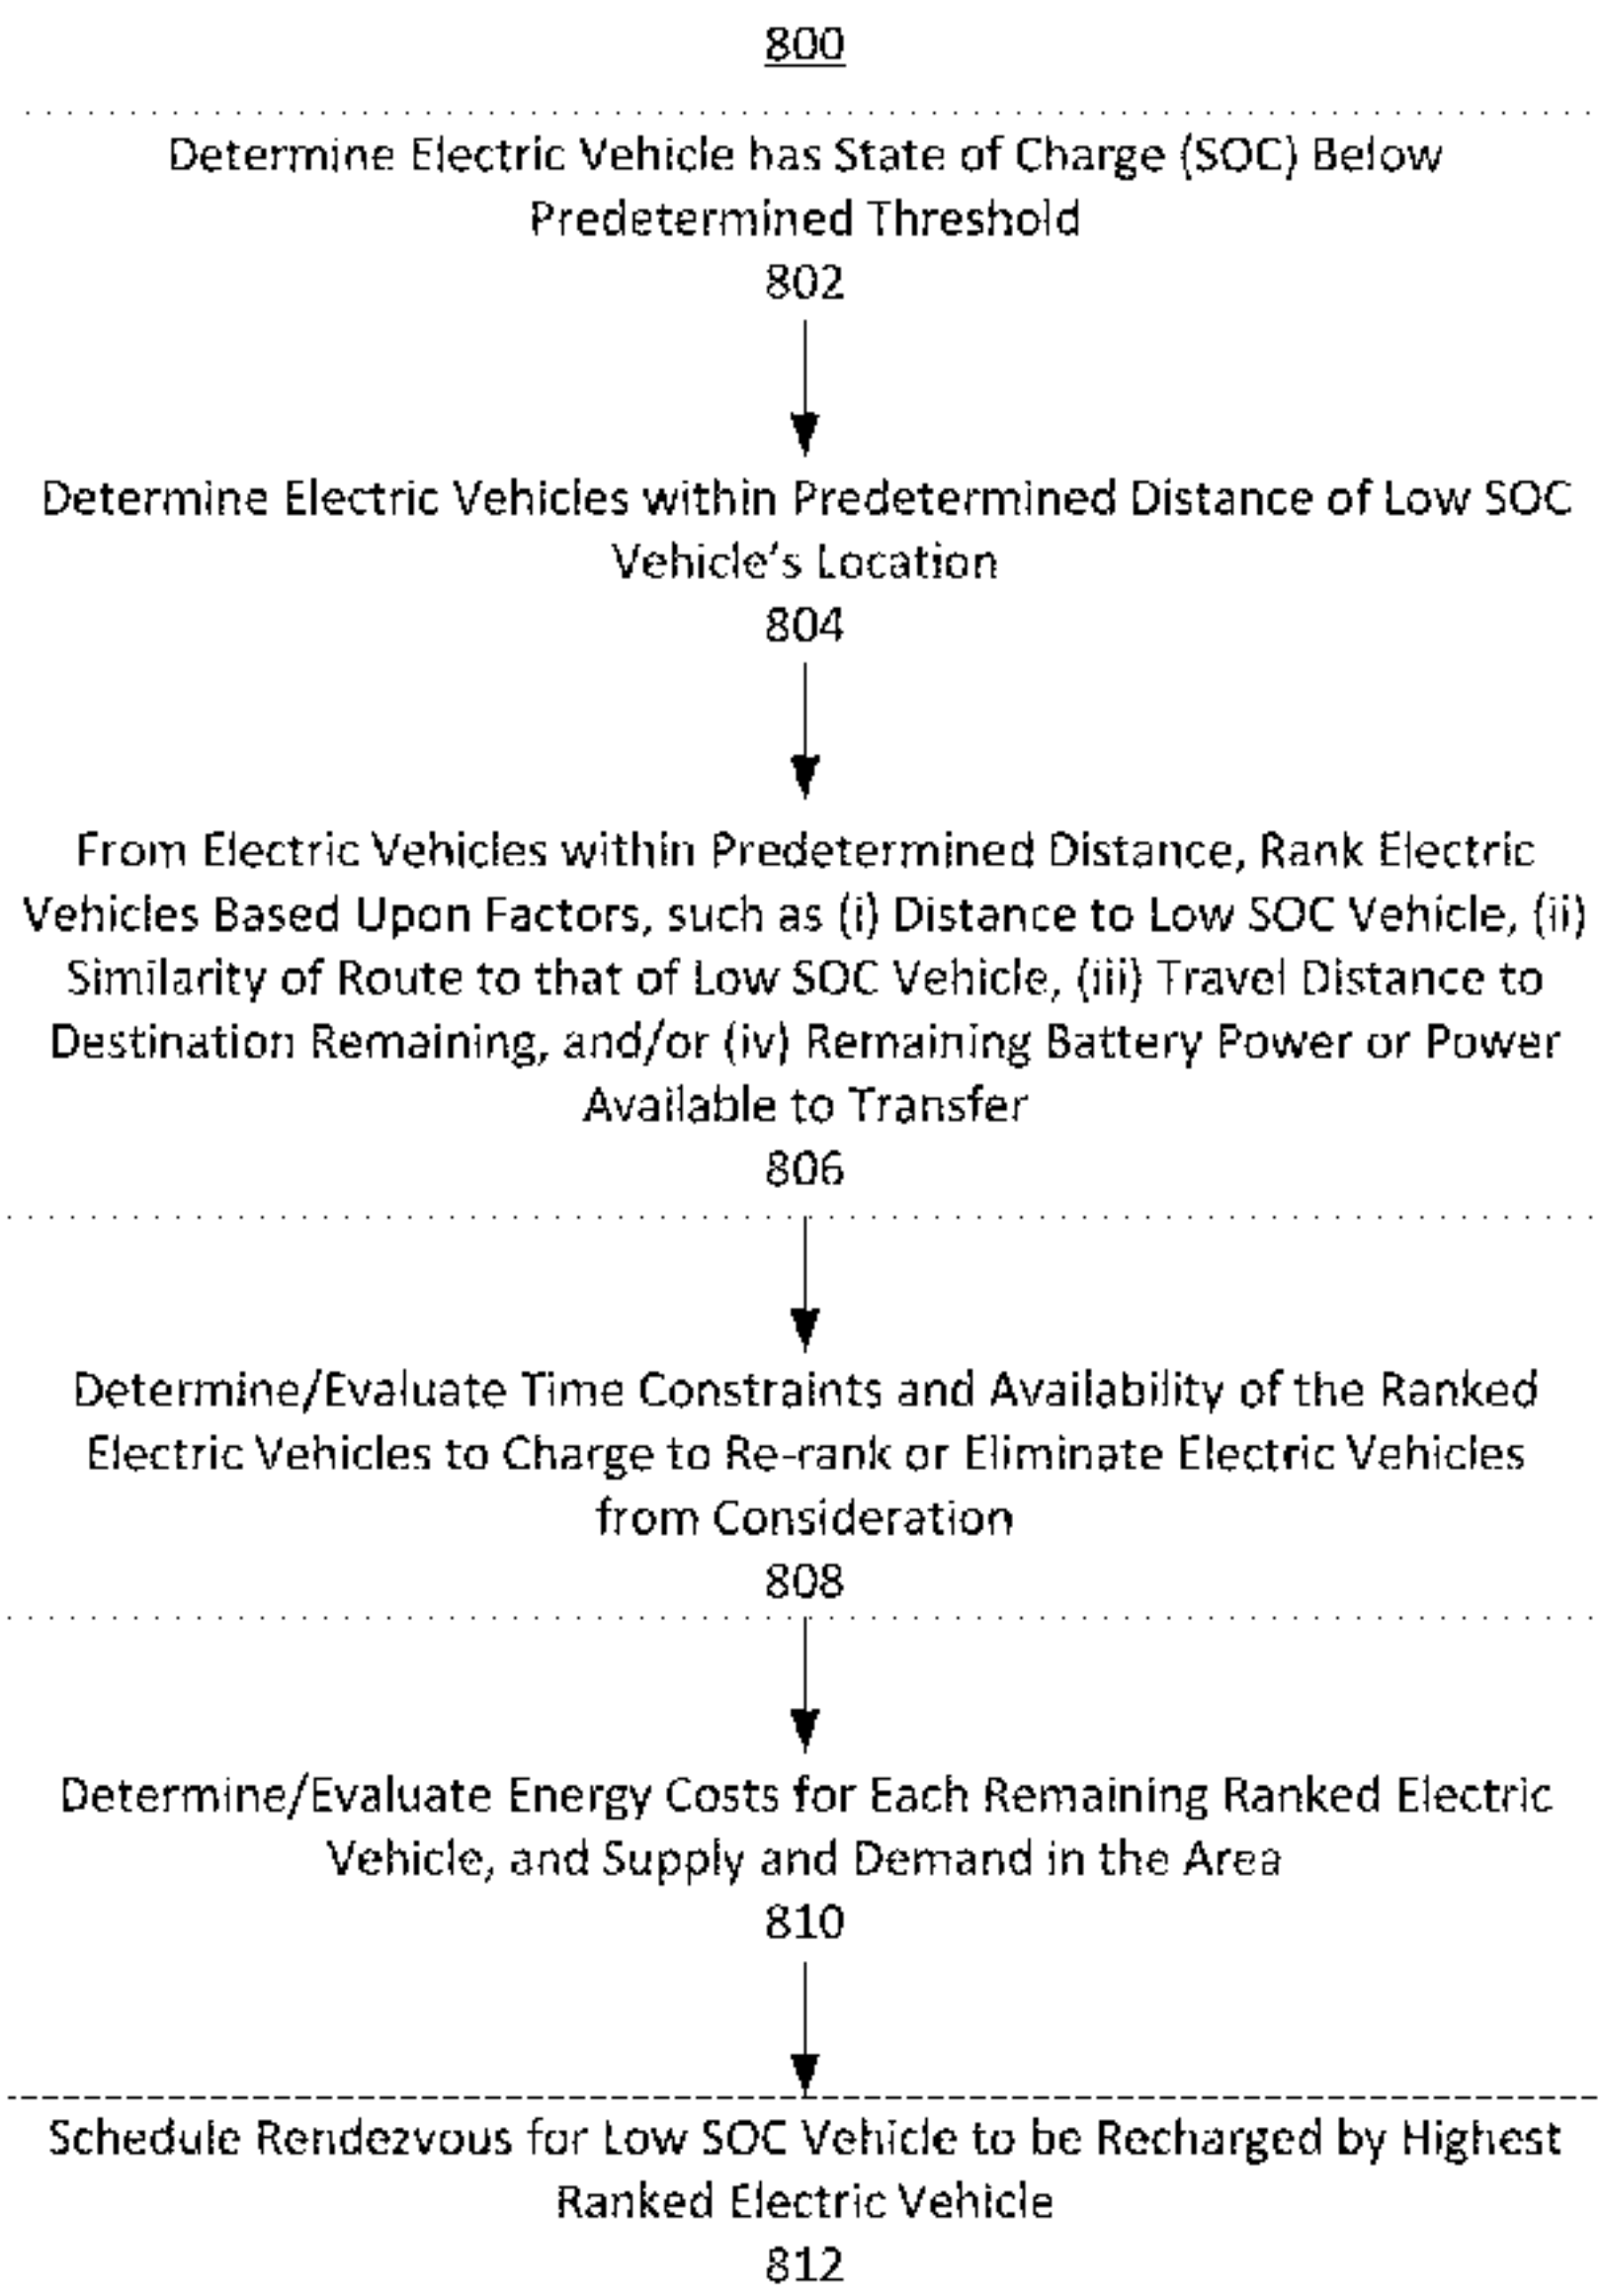 800
Determine Electric Vehicle has State of Charge (SOC) Below
Predetermined Threshold
802
Determine Electric Vehicles within Predetermined Distance of Low SOC
Vehicle's Location
804
From Electric Vehicles within Predetermined Distance, Rank Electric
Vehicles Based Upon Factors, such as (i) Distance to Low SOC Vehicle, (ii)
Similarity of Route to that of Low SOC Vehicle, (iii) Travel Distance to
Destination Remaining, and/or (iv) Remaining Battery Power or Power
Available to Transfer
806
Determine/Evaluate Time Constraints and Availability of the Ranked
Electric Vehicles to Charge to Re-rank or Eliminate Electric Vehicles
from Consideration
808
Determine/Evaluate Energy Costs for Each Remaining Ranked Electric
Vehicle, and Supply and Demand in the Area
810
Schedule Rendezvous for Low SOC Vehicle to be Recharged by Highest
Ranked Electric Vehicle
812